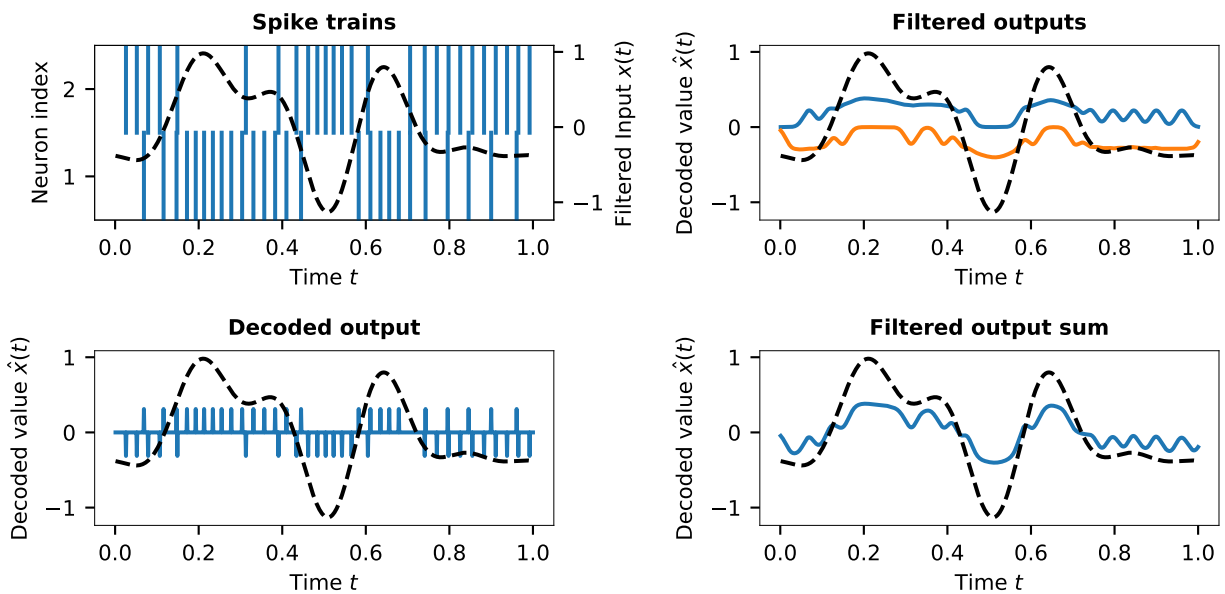 Spike trains
Neuron index
2
1
1
0
−1
Filtered Input x(t)
0.0 0.2 0.4 0.6 0.8 1.0
Time t
Filtered outputs
Decoded value x̂(t)
1
0
−1
0.0 0.2 0.4 0.6 0.8 1.0
Time t
Decoded output
Decoded value x̂(t)
1
0
−1
0.0 0.2 0.4 0.6 0.8 1.0
Time t
Filtered output sum
Decoded value x̂(t)
1
0
−1
0.0 0.2 0.4 0.6 0.8 1.0
Time t